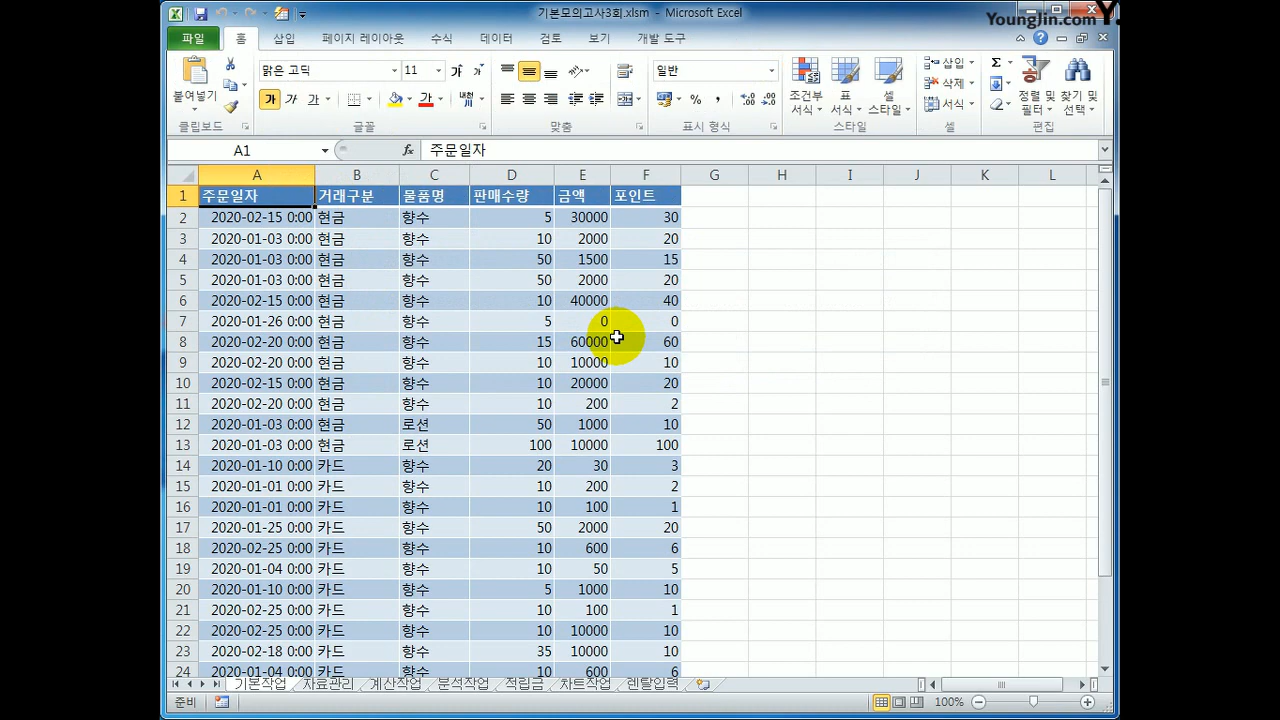 기본모의고사3회.xlsm - Microsoft Excel
YoungJin.com Y.
파일 홈 삽입 페이지 레이아웃 수식 데이터 검토 보기 개발 도구
맑은 고딕 11 일반
붙여넣기
가 가 가 가 내천
조건부 서식 표 서식 셀 스타일
삽입 삭제 서식
정렬 및 필터 찾기 및 선택
클립보드 글꼴 맞춤 표시 형식 스타일 셀 편집
A1 fx 주문일자
A B C D E F G H I J K L
1 주문일자 거래구분 물품명 판매수량 금액 포인트
2 2020-02-15 0:00 현금 향수 5 30000 30
3 2020-01-03 0:00 현금 향수 10 2000 20
4 2020-01-03 0:00 현금 향수 50 1500 15
5 2020-01-03 0:00 현금 향수 50 2000 20
6 2020-02-15 0:00 현금 향수 10 40000 40
7 2020-01-26 0:00 현금 향수 5 0 0
8 2020-02-20 0:00 현금 향수 15 60000 60
9 2020-02-20 0:00 현금 향수 10 10000 10
10 2020-02-15 0:00 현금 향수 10 20000 20
11 2020-02-20 0:00 현금 향수 10 200 2
12 2020-01-03 0:00 현금 로션 50 1000 10
13 2020-01-03 0:00 현금 로션 100 10000 100
14 2020-01-10 0:00 카드 향수 20 30 3
15 2020-01-01 0:00 카드 향수 10 200 2
16 2020-01-01 0:00 카드 향수 10 100 1
17 2020-01-25 0:00 카드 향수 50 2000 20
18 2020-02-25 0:00 카드 향수 10 600 6
19 2020-01-04 0:00 카드 향수 10 50 5
20 2020-01-10 0:00 카드 향수 5 1000 10
21 2020-02-25 0:00 카드 향수 10 100 1
22 2020-02-25 0:00 카드 향수 10 10000 10
23 2020-02-18 0:00 카드 향수 35 10000 10
24 2020-01-04 0:00 카드 향수 10 600 6
기본작업 자료관리 계산작업 분석작업 적립금 차트작업 렌탈입력
준비 100%